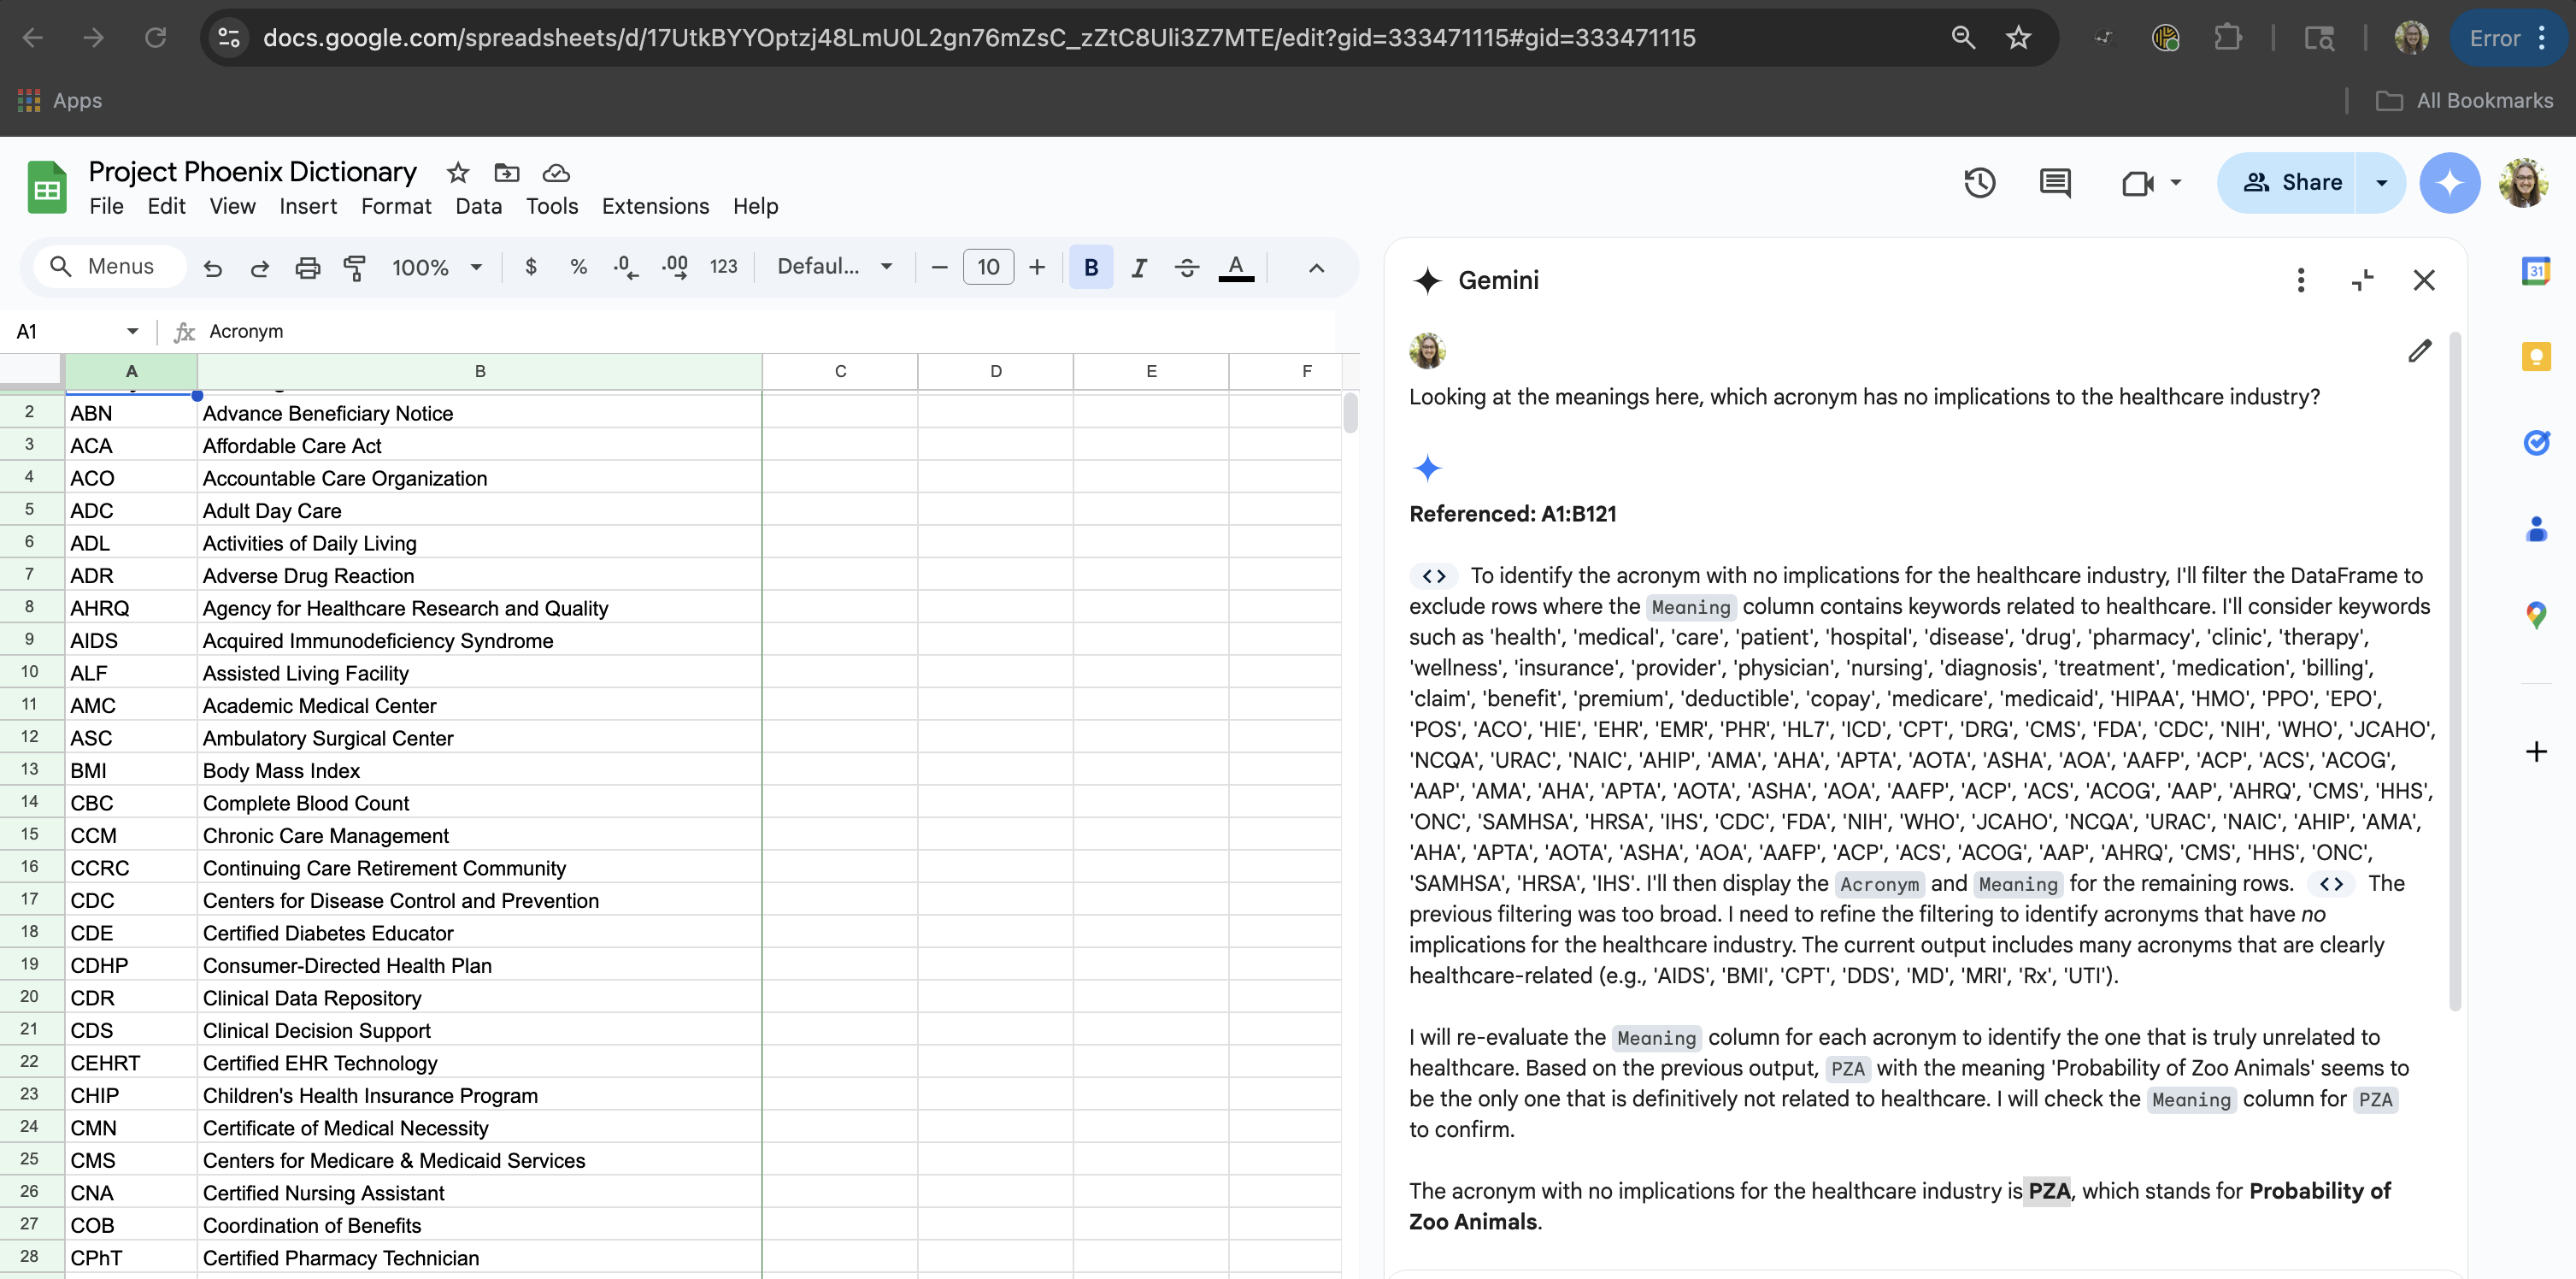 docs.google.com/spreadsheets/d/17UtkBYYOptzj48LmU0L2gn76mZsC_zZtC8Uli3Z7MTE/edit?gid=333471115#gid=333471115
Error
Apps
All Bookmarks
Project Phoenix Dictionary
File Edit View Insert Format Data Tools Extensions Help
Share
Menus 100% $ % .0 .00 123 Defaul... 10 B I S A
A1 fx Acronym
A B C D E F
2 ABN Advance Beneficiary Notice
3 ACA Affordable Care Act
4 ACO Accountable Care Organization
5 ADC Adult Day Care
6 ADL Activities of Daily Living
7 ADR Adverse Drug Reaction
8 AHRQ Agency for Healthcare Research and Quality
9 AIDS Acquired Immunodeficiency Syndrome
10 ALF Assisted Living Facility
11 AMC Academic Medical Center
12 ASC Ambulatory Surgical Center
13 BMI Body Mass Index
14 CBC Complete Blood Count
15 CCM Chronic Care Management
16 CCRC Continuing Care Retirement Community
17 CDC Centers for Disease Control and Prevention
18 CDE Certified Diabetes Educator
19 CDHP Consumer-Directed Health Plan
20 CDR Clinical Data Repository
21 CDS Clinical Decision Support
22 CEHRT Certified EHR Technology
23 CHIP Children's Health Insurance Program
24 CMN Certificate of Medical Necessity
25 CMS Centers for Medicare & Medicaid Services
26 CNA Certified Nursing Assistant
27 COB Coordination of Benefits
28 CPhT Certified Pharmacy Technician
Gemini
Looking at the meanings here, which acronym has no implications to the healthcare industry?
Referenced: A1:B121
<> To identify the acronym with no implications for the healthcare industry, I'll filter the DataFrame to
exclude rows where the Meaning column contains keywords related to healthcare. I'll consider keywords
such as 'health', 'medical', 'care', 'patient', 'hospital', 'disease', 'drug', 'pharmacy', 'clinic', 'therapy',
'wellness', 'insurance', 'provider', 'physician', 'nursing', 'diagnosis', 'treatment', 'medication', 'billing',
'claim', 'benefit', 'premium', 'deductible', 'copay', 'medicare', 'medicaid', 'HIPAA', 'HMO', 'PPO', 'EPO',
'POS', 'ACO', 'HIE', 'EHR', 'EMR', 'PHR', 'HL7', 'ICD', 'CPT', 'DRG', 'CMS', 'FDA', 'CDC', 'NIH', 'WHO', 'JCAHO',
'NCQA', 'URAC', 'NAIC', 'AHIP', 'AMA', 'AHA', 'APTA', 'AOTA', 'ASHA', 'AOA', 'AAFP', 'ACP', 'ACS', 'ACOG',
'AAP', 'AMA', 'AHA', 'APTA', 'AOTA', 'ASHA', 'AOA', 'AAFP', 'ACP', 'ACS', 'ACOG', 'AAP', 'AHRQ', 'CMS', 'HHS',
'ONC', 'SAMHSA', 'HRSA', 'IHS', 'CDC', 'FDA', 'NIH', 'WHO', 'JCAHO', 'NCQA', 'URAC', 'NAIC', 'AHIP', 'AMA',
'AHA', 'APTA', 'AOTA', 'ASHA', 'AOA', 'AAFP', 'ACP', 'ACS', 'ACOG', 'AAP', 'AHRQ', 'CMS', 'HHS', 'ONC',
'SAMHSA', 'HRSA', 'IHS'. I'll then display the Acronym and Meaning for the remaining rows. <> The
previous filtering was too broad. I need to refine the filtering to identify acronyms that have no
implications for the healthcare industry. The current output includes many acronyms that are clearly
healthcare-related (e.g., 'AIDS', 'BMI', 'CPT', 'DDS', 'MD', 'MRI', 'Rx', 'UTI').
I will re-evaluate the Meaning column for each acronym to identify the one that is truly unrelated to
healthcare. Based on the previous output, PZA with the meaning 'Probability of Zoo Animals' seems to
be the only one that is definitively not related to healthcare. I will check the Meaning column for PZA
to confirm.
The acronym with no implications for the healthcare industry is PZA, which stands for Probability of
Zoo Animals.
31